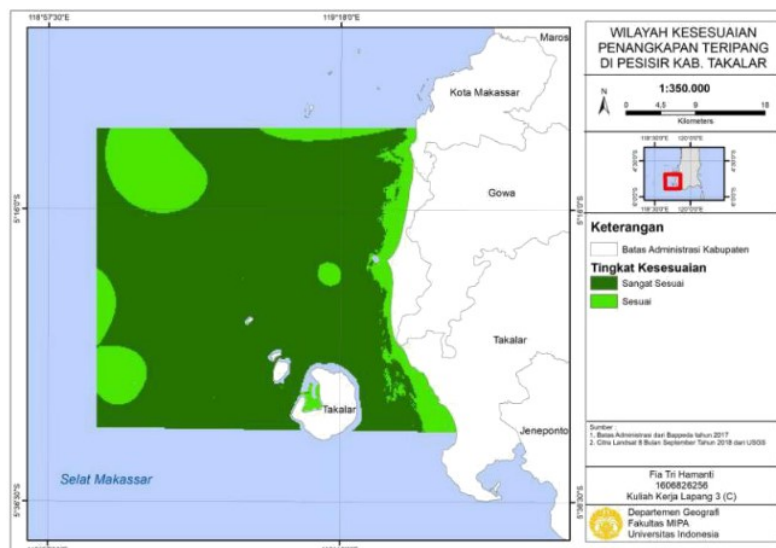 118°57'30"E
119°18'0"E
Maros
Kota Makassar
Gowa
5°16'0"S
5°16'0"S
Takalar
Takalar
Jeneponto
Selat Makassar
5°36'30"S
5°36'30"S
WILAYAH KESESUAIAN
PENANGKAPAN TERIPANG
DI PESISIR KAB. TAKALAR
1:350.000
N
0 4,5 9 18
Kilometers
Keterangan
Batas Administrasi Kabupaten
Tingkat Kesesuaian
Sangat Sesuai
Sesuai
Sumber :
1. Batas Administrasi dari Bappeda tahun 2017
2. Citra Landsat 8 Bulan September Tahun 2018 dari USGS
Fia Tri Hamanti
1606826256
Kuliah Kerja Lapang 3 (C)
Departemen Geografi
Fakultas MIPA
Universitas Indonesia